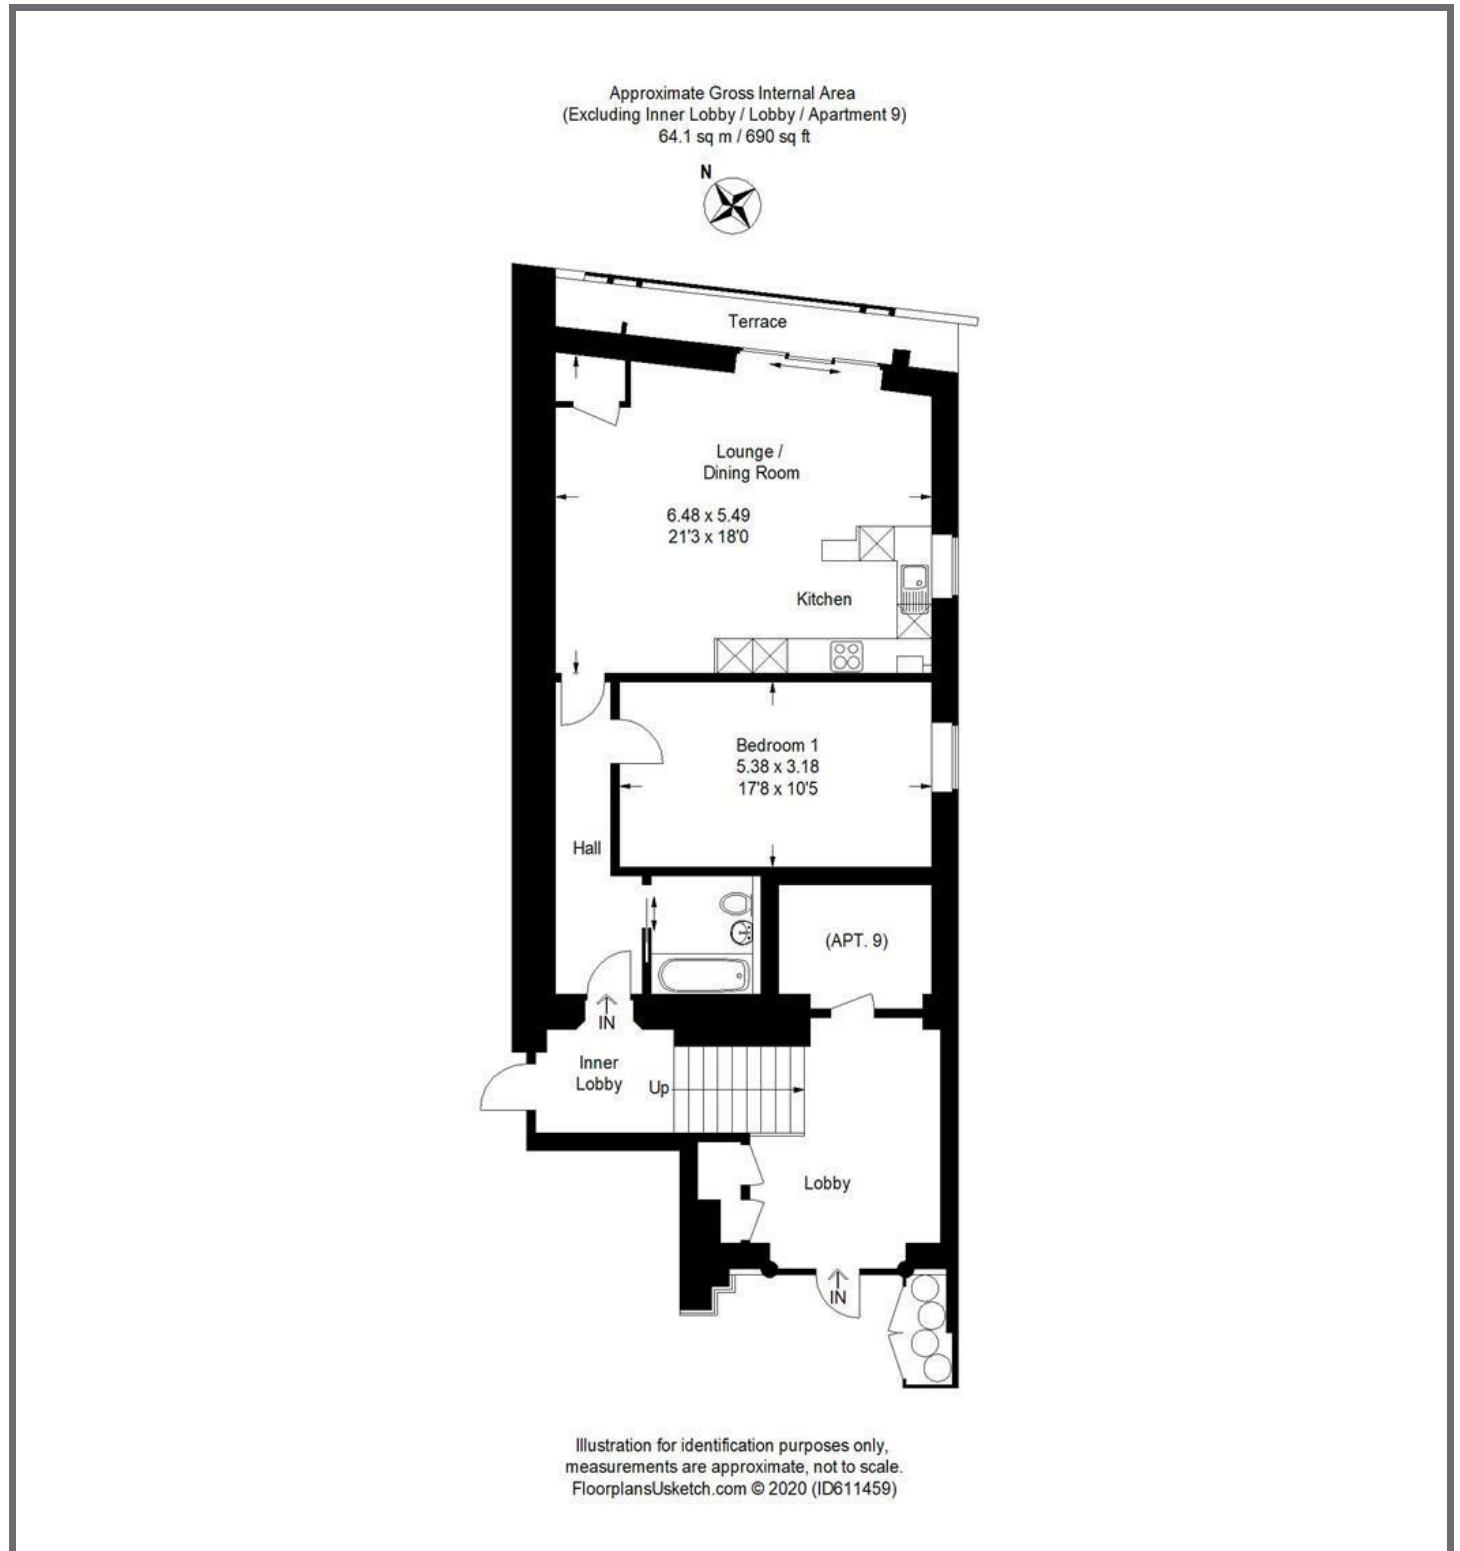 Approximate Gross Internal Area
(Excluding Inner Lobby / Lobby / Apartment 9)
64.1 sq m / 690 sq ft
N
Terrace
Lounge /
Dining Room
6.48 x 5.49
21'3 x 18'0
Kitchen
Bedroom 1
5.38 x 3.18
17'8 x 10'5
Hall
(APT. 9)
IN
Inner
Lobby
Up
Lobby
IN
Illustration for identification purposes only,
measurements are approximate, not to scale.
FloorplansUsketch.com © 2020 (ID611459)